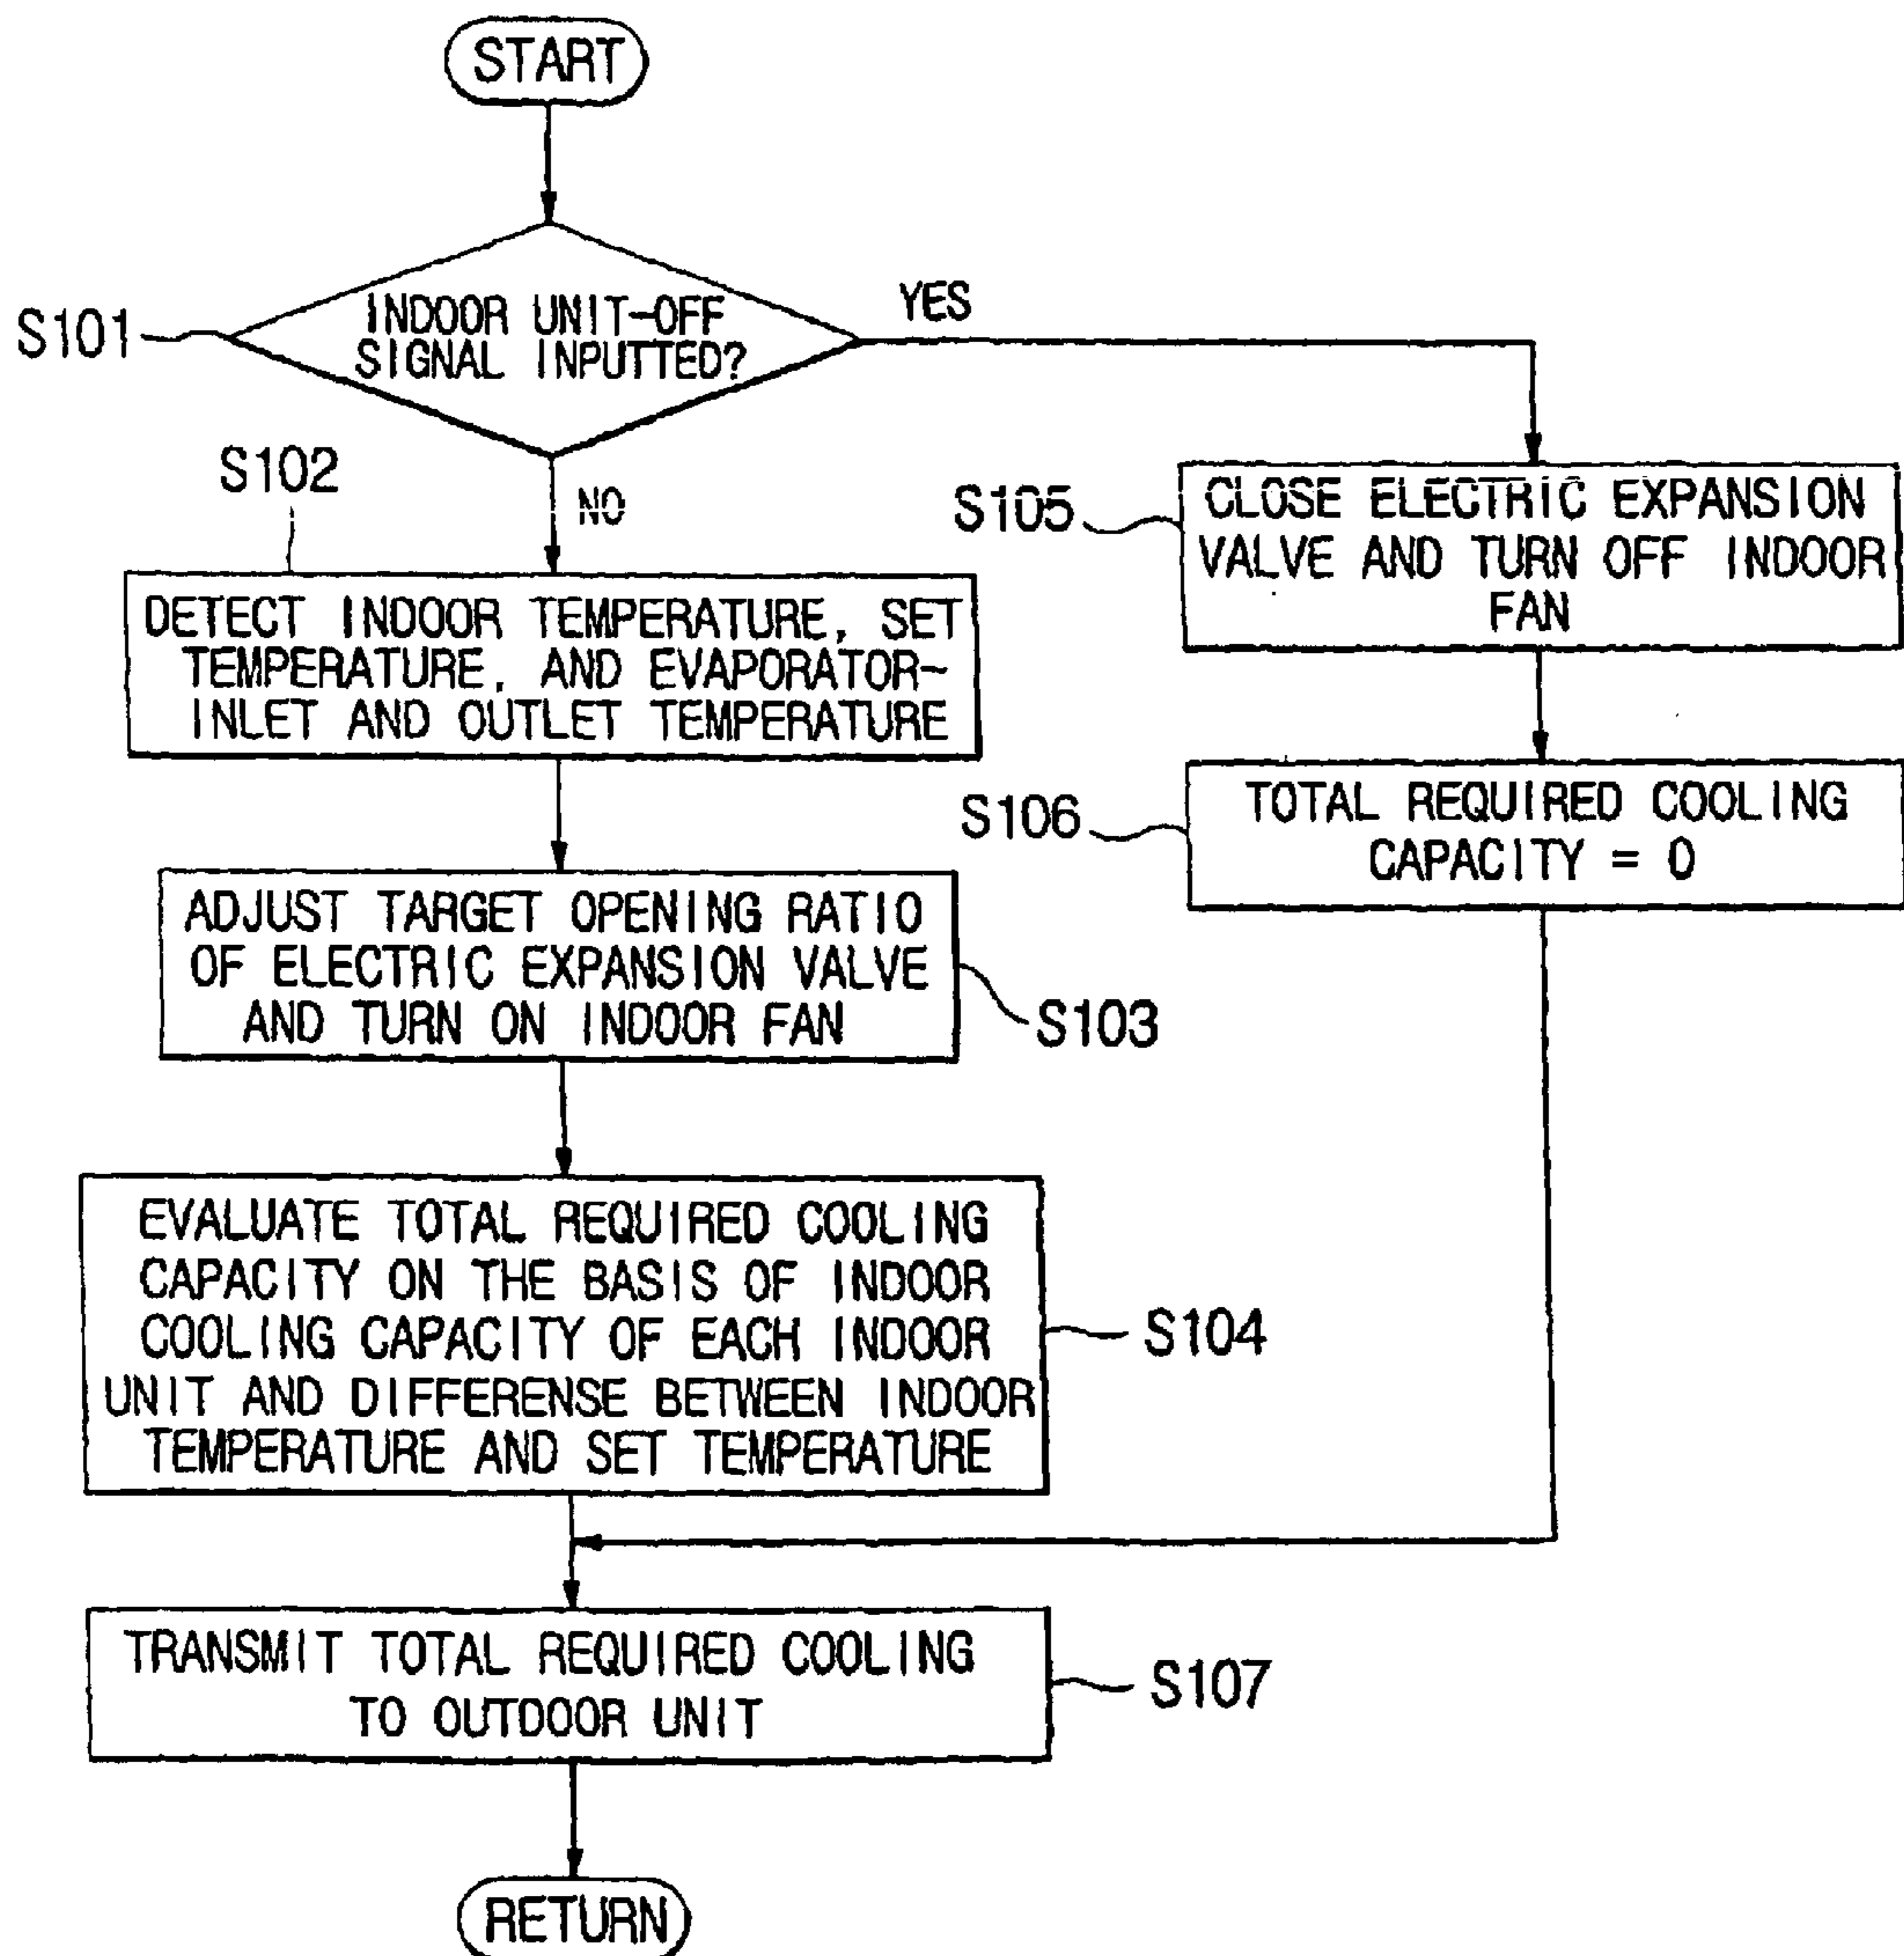 START
S101
INDOOR UNIT-OFF
SIGNAL INPUTTED?
YES
NO
S102
DETECT INDOOR TEMPERATURE, SET
TEMPERATURE, AND EVAPORATOR-
INLET AND OUTLET TEMPERATURE
S105
CLOSE ELECTRIC EXPANSION
VALVE AND TURN OFF INDOOR
FAN
S106
TOTAL REQUIRED COOLING
CAPACITY = 0
ADJUST TARGET OPENING RATIO
OF ELECTRIC EXPANSION VALVE
AND TURN ON INDOOR FAN
S103
EVALUATE TOTAL REQUIRED COOLING
CAPACITY ON THE BASIS OF INDOOR
COOLING CAPACITY OF EACH INDOOR
UNIT AND DIFFERENSE BETWEEN INDOOR
TEMPERATURE AND SET TEMPERATURE
S104
TRANSMIT TOTAL REQUIRED COOLING
TO OUTDOOR UNIT
S107
RETURN